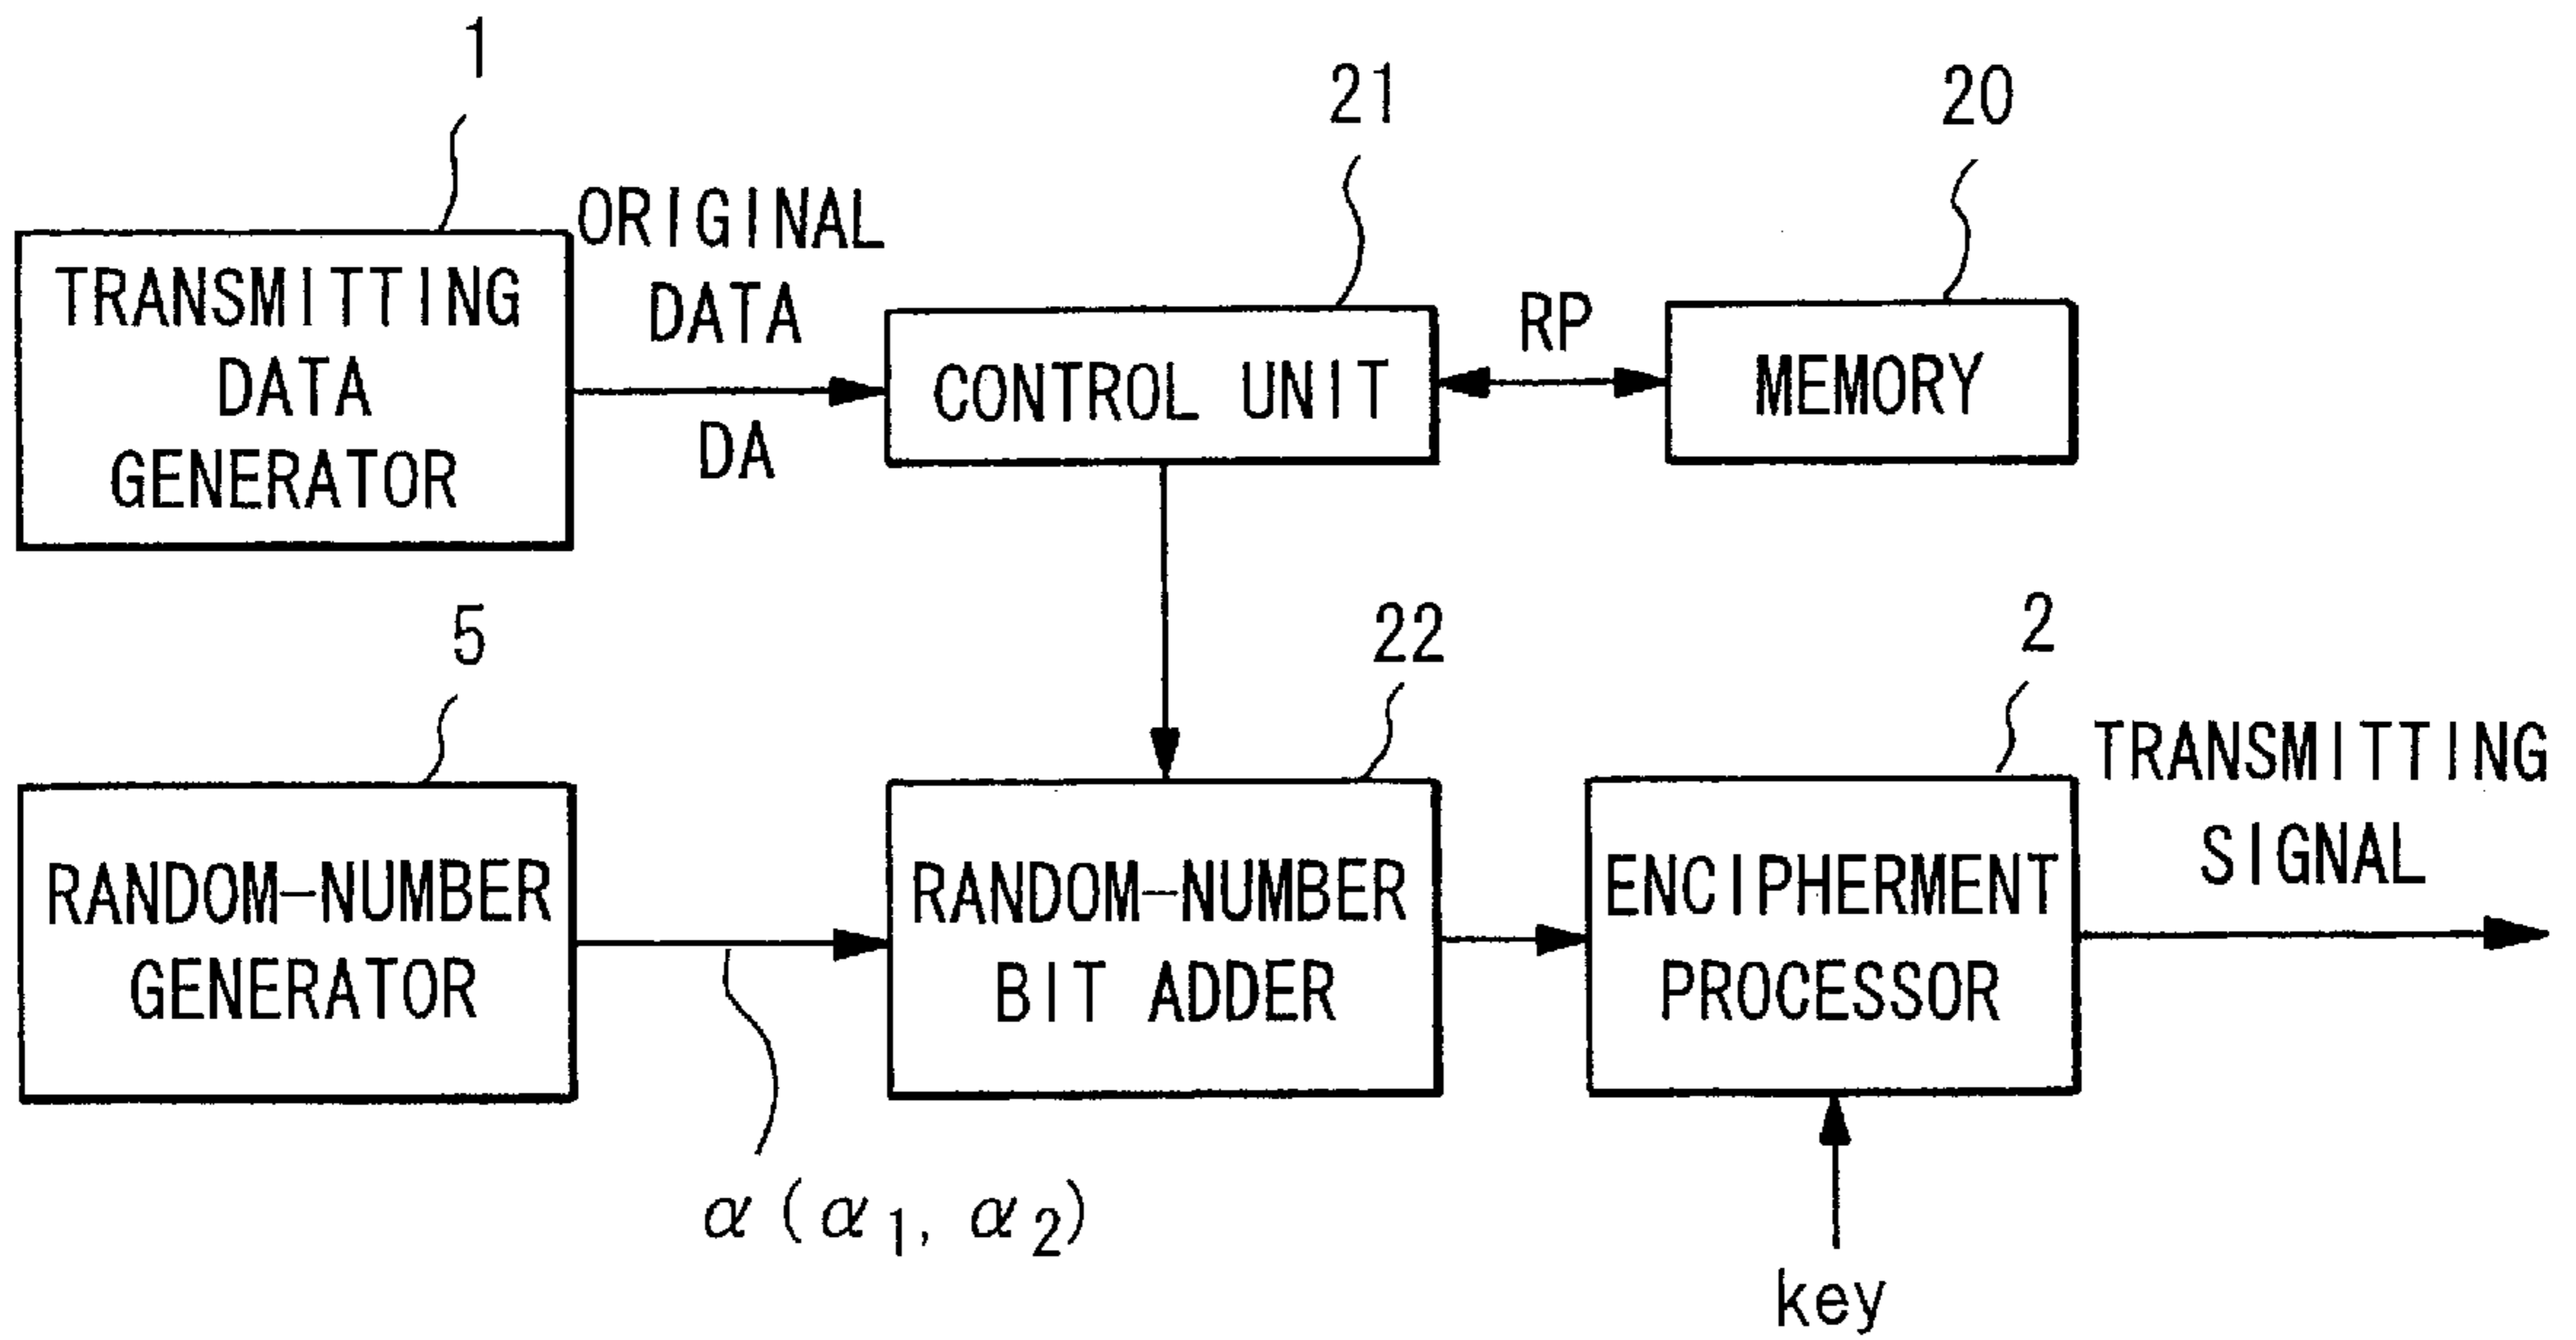 1
TRANSMITTING
DATA
GENERATOR
ORIGINAL
DATA
DA
21
CONTROL UNIT
RP
20
MEMORY
5
RANDOM-NUMBER
GENERATOR
α(α1, α2)
22
RANDOM-NUMBER
BIT ADDER
2
ENCIPHERMENT
PROCESSOR
key
TRANSMITTING
SIGNAL